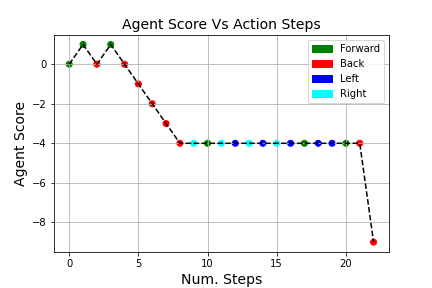 Agent Score Vs Action Steps
Agent Score
0
−2
−4
−6
−8
Forward
Back
Left
Right
0 5 10 15 20
Num. Steps